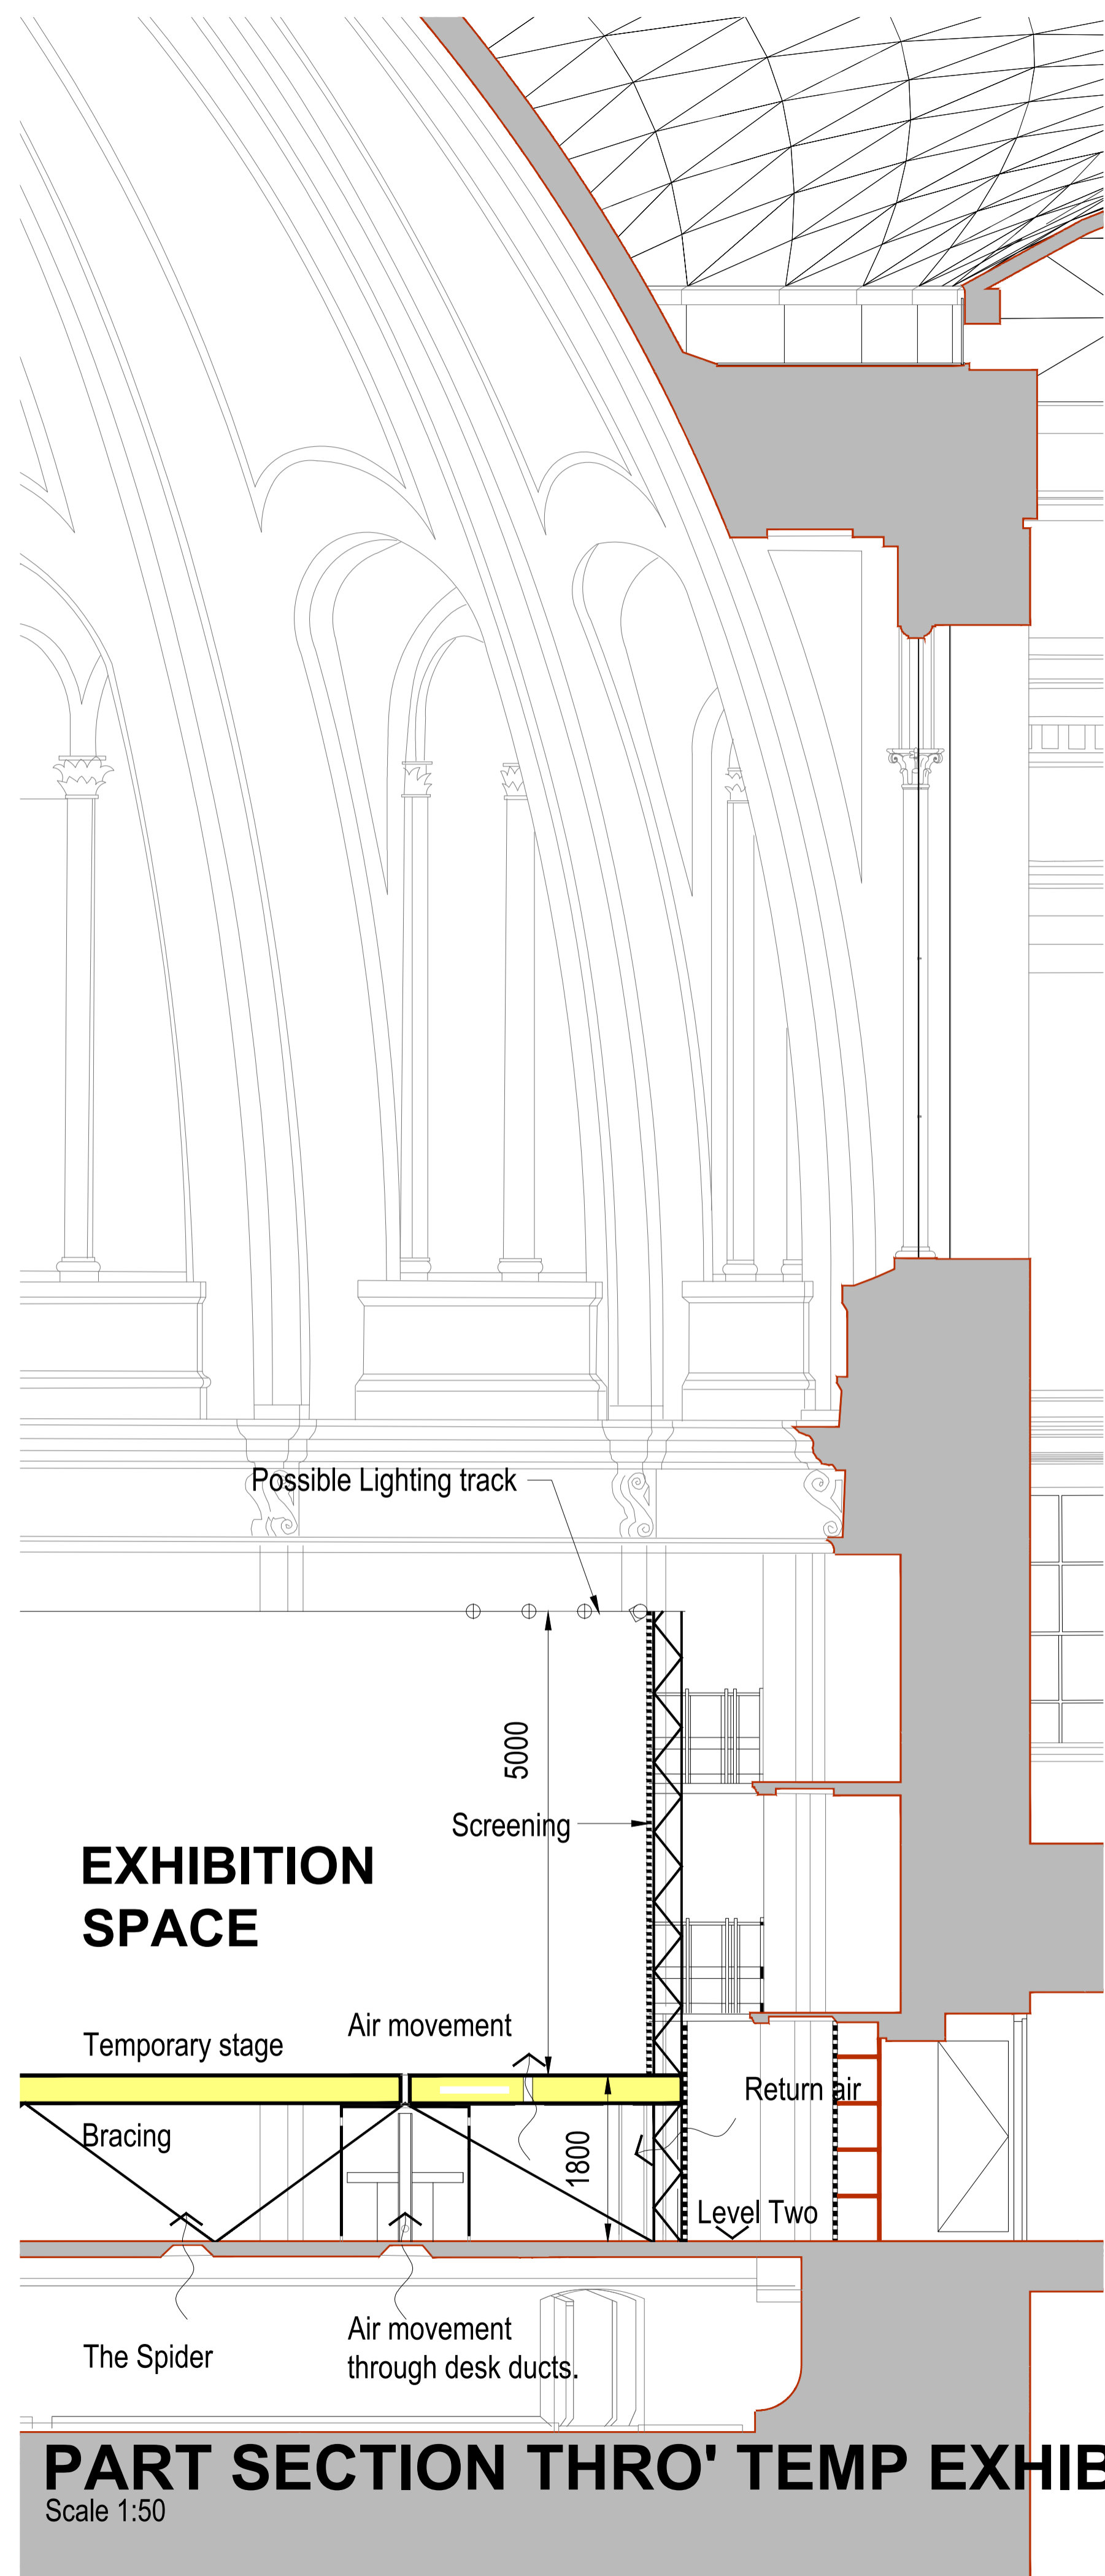 Possible Lighting track
5000
Screening
EXHIBITION
SPACE
Air movement
Temporary stage
Return air
Bracing
1800
Level Two
Air movement
through desk ducts.
The Spider
PART SECTION THRO' TEMP EXHIB
Scale 1:50